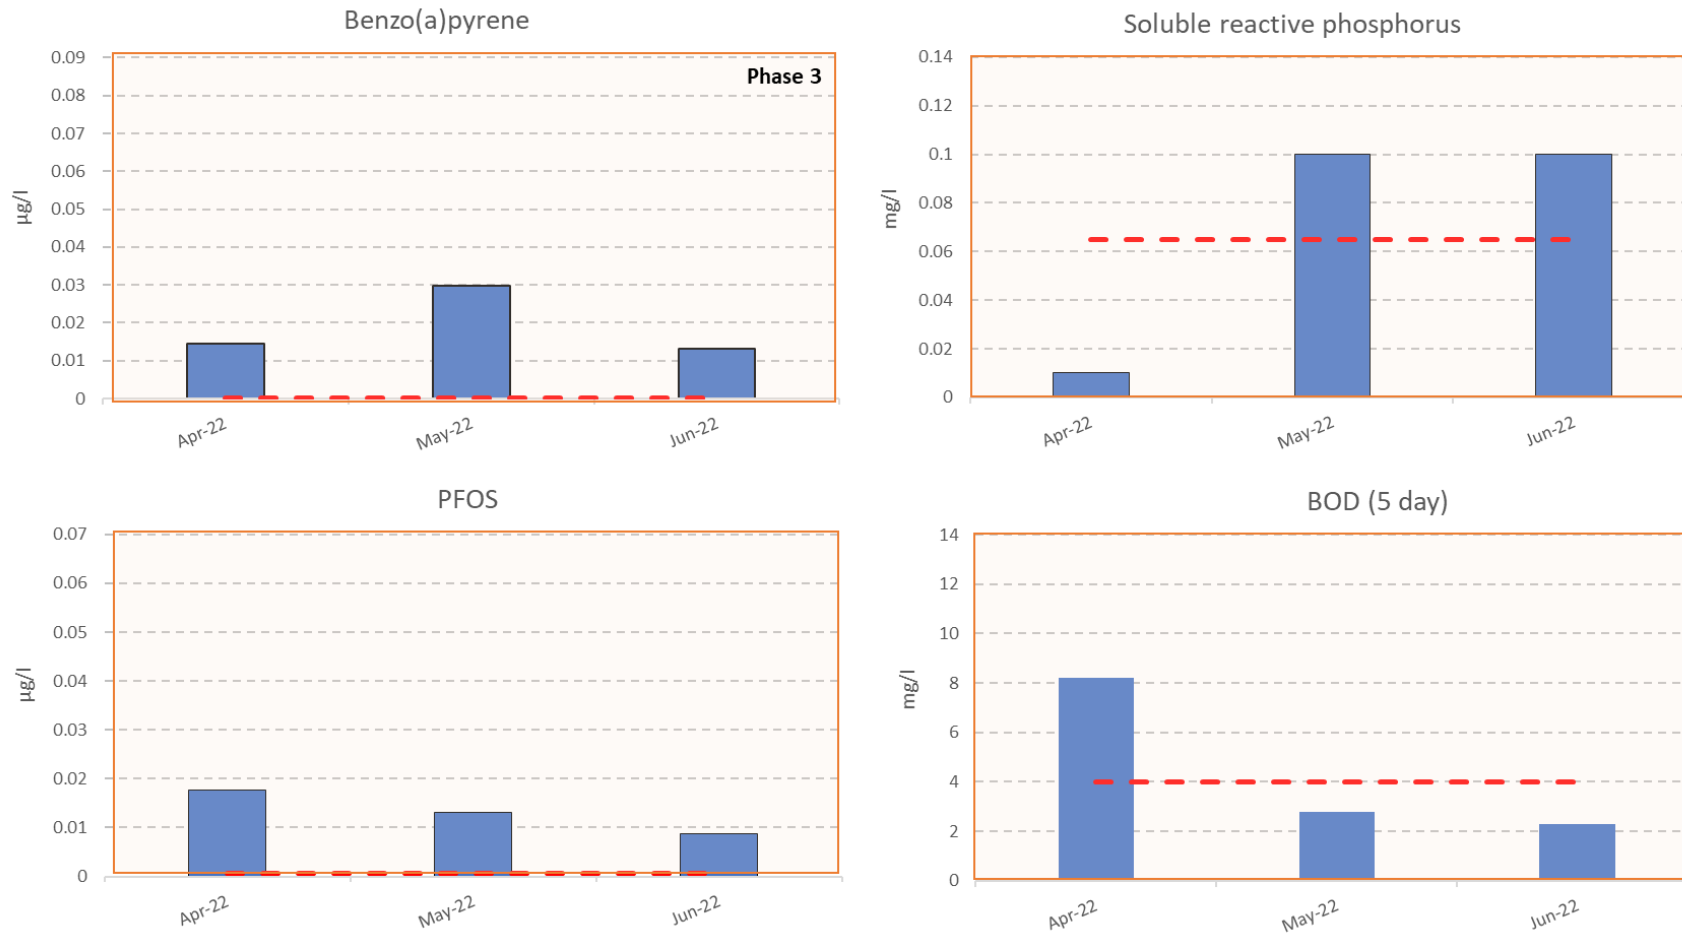 Benzo(a)pyrene
0.09
0.08
0.07
0.06
0.05
0.04
0.03
0.02
0.01
0
µg/l
Phase 3
Apr-22
May-22
Jun-22
Soluble reactive phosphorus
0.14
0.12
0.1
0.08
0.06
0.04
0.02
0
mg/l
Apr-22
May-22
Jun-22
PFOS
0.07
0.06
0.05
0.04
0.03
0.02
0.01
0
µg/l
Apr-22
May-22
Jun-22
BOD (5 day)
14
12
10
8
6
4
2
0
mg/l
Apr-22
May-22
Jun-22